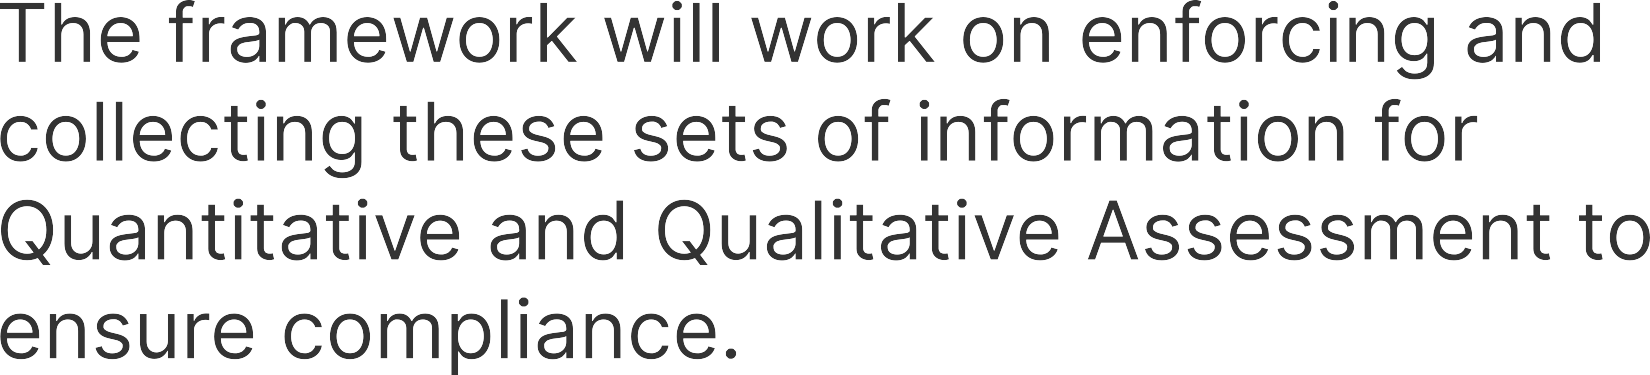 The framework will work on enforcing and
collecting these sets of information for
Quantitative and Qualitative Assessment to
ensure compliance.